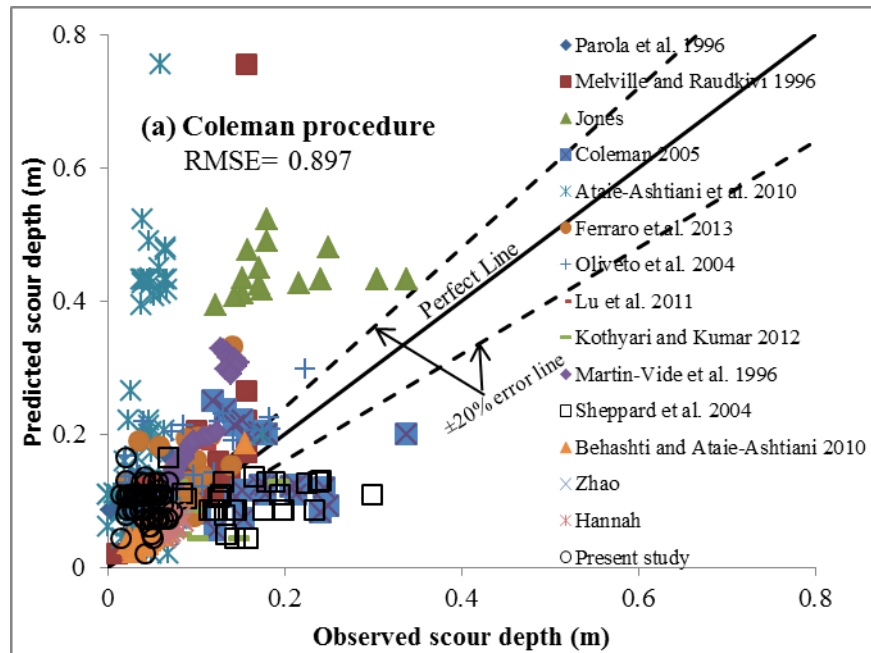 0.8
0.6
0.4
0.2
0
0
0.2
0.4
0.6
0.8
Predicted scour depth (m)
Observed scour depth (m)
(a) Coleman procedure
RMSE= 0.897
Perfect Line
±20% error line
Parola et al. 1996
Melville and Raudkivi 1996
Jones
Coleman 2005
Ataie-Ashtiani et al. 2010
Ferraro et al. 2013
Oliveto et al. 2004
Lu et al. 2011
Kothyari and Kumar 2012
Martin-Vide et al. 1996
Sheppard et al. 2004
Behashti and Ataie-Ashtiani 2010
Zhao
Hannah
Present study